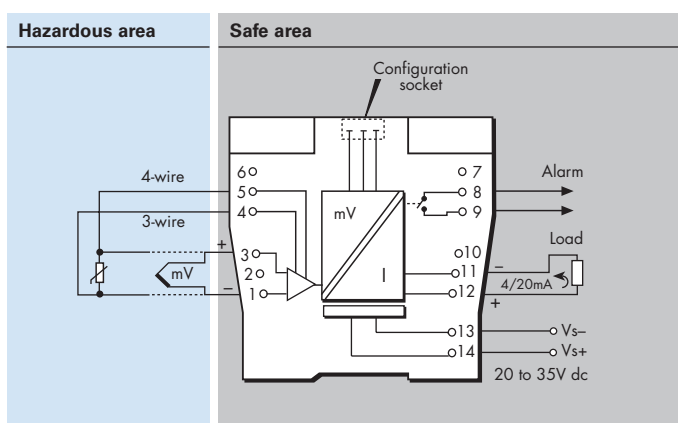 Hazardous area
Safe area
Configuration
socket
6
7
4-wire
5
8
Alarm
3-wire
4
9
mV
+
3
10
Load
mV
2
I
11
–
4/20mA
–
1
12
+
13
Vs–
14
Vs+
20 to 35V dc